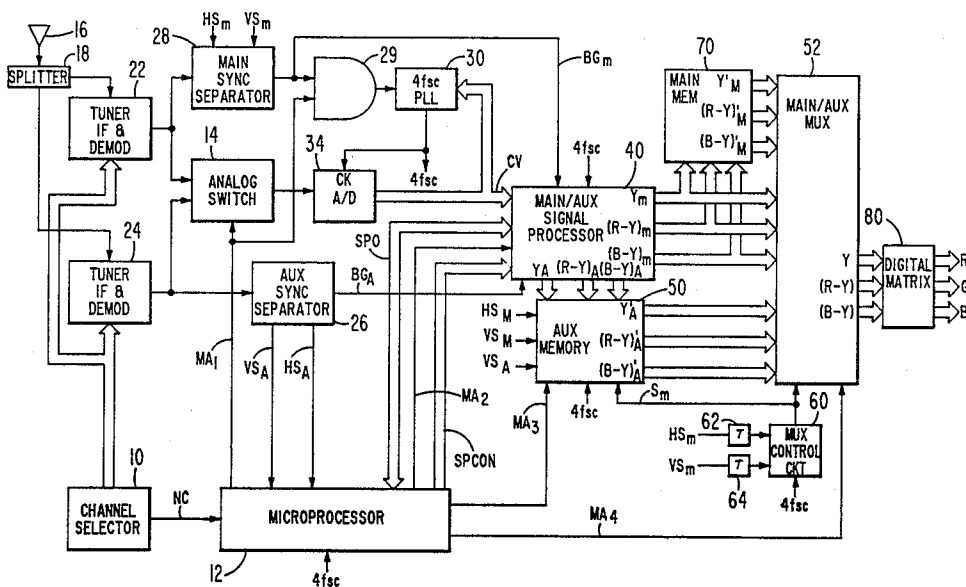 HSm VSm
28
29
30
16
18
SPLITTER
22
TUNER
IF &
DEMOD
MAIN
SYNC
SEPARATOR
4fsc
PLL
BGm
70
MAIN
MEM
Y'M
(R-Y)'M
(B-Y)'M
52
MAIN/AUX
MUX
14
ANALOG
SWITCH
34
CK
A/D
4fsc
CV
4fsc
40
MAIN/AUX
SIGNAL
PROCESSOR
Ym
(R-Y)m
(B-Y)m
YA (R-Y)A (B-Y)A
SPO
24
TUNER
IF &
DEMOD
AUX
SYNC
SEPARATOR
26
BGA
50
HSM
VSM
VSA
AUX
MEMORY
Y'A
(R-Y)'A
(B-Y)'A
4fsc
Y
(R-Y)
(B-Y)
80
DIGITAL
MATRIX
R
G
B
MA1
VSA
HSA
MA2
SPCON
MA3
Sm
62
HSm
T
64
VSm
T
60
MUX
CONTROL
CKT
4fsc
10
CHANNEL
SELECTOR
NC
MICROPROCESSOR
12
4fsc
MA4